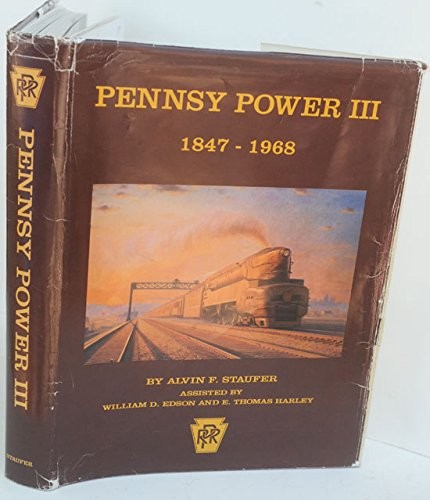 PRR
PENNSY POWER III
STAUFER
PENNSY POWER III
1847 - 1968
BY ALVIN F. STAUFER
ASSISTED BY
WILLIAM D. EDSON AND E. THOMAS HARLEY
PRR